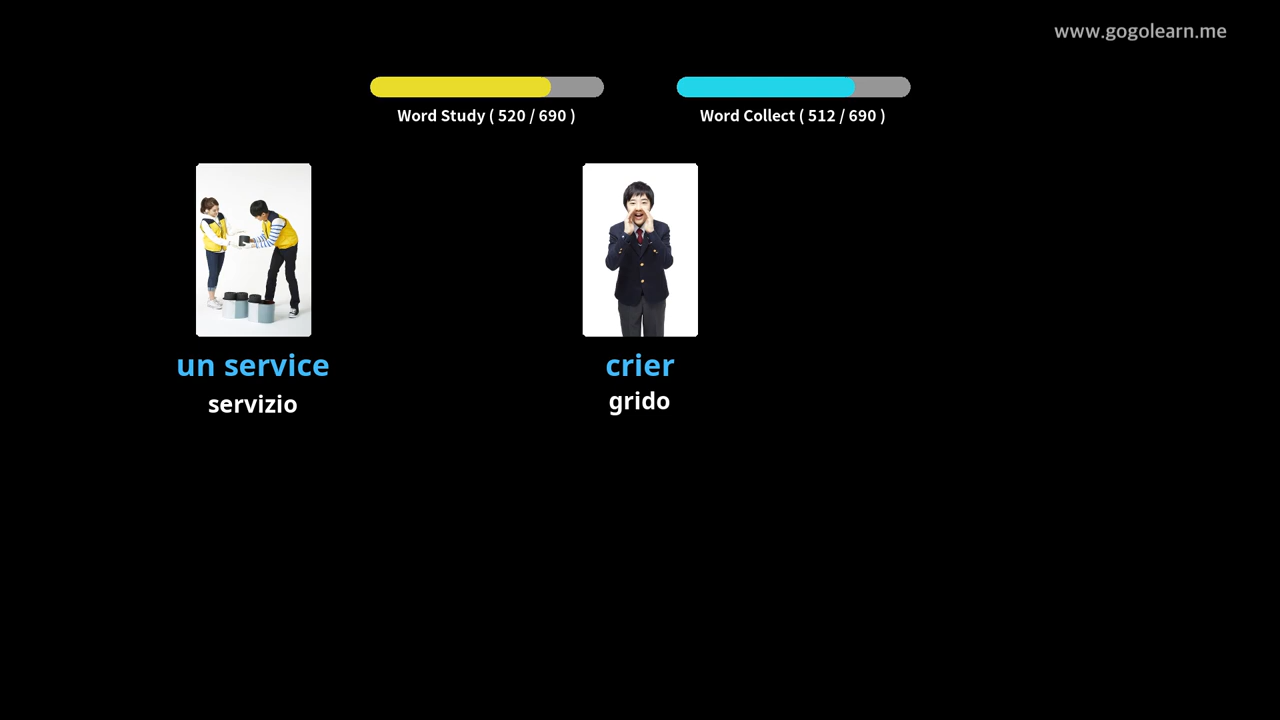 www.gogolearn.me
Word Study ( 520 / 690 )
Word Collect ( 512 / 690 )
un service
servizio
crier
grido